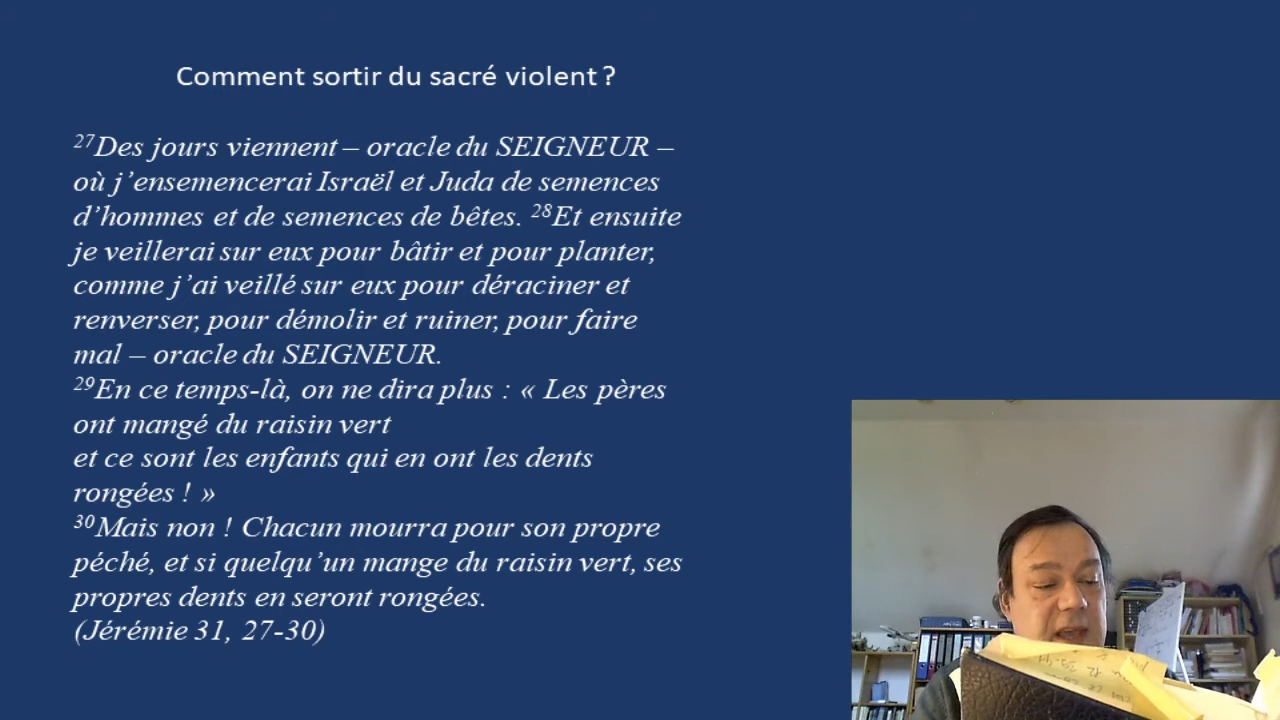 Comment sortir du sacré violent ?
27Des jours viennent – oracle du SEIGNEUR –
où j’ensemencerai Israël et Juda de semences
d’hommes et de semences de bêtes. 28Et ensuite
je veillerai sur eux pour bâtir et pour planter,
comme j’ai veillé sur eux pour déraciner et
renverser, pour démolir et ruiner, pour faire
mal – oracle du SEIGNEUR.
29En ce temps-là, on ne dira plus : « Les pères
ont mangé du raisin vert
et ce sont les enfants qui en ont les dents
rongées ! »
30Mais non ! Chacun mourra pour son propre
péché, et si quelqu’un mange du raisin vert, ses
propres dents en seront rongées.
(Jérémie 31, 27-30)